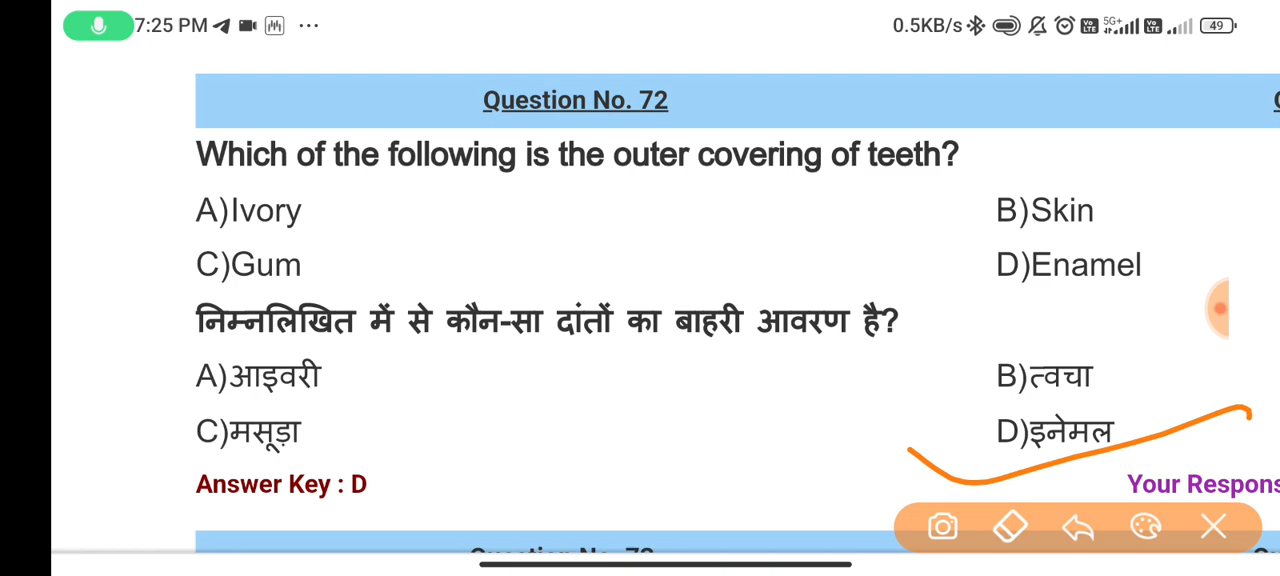 7:25 PM ... 0.5KB/s 5G+ 49
Question No. 72
Which of the following is the outer covering of teeth?
A)Ivory B)Skin
C)Gum D)Enamel
निम्नलिखित में से कौन-सा दांतों का बाहरी आवरण है?
A)आइवरी B)त्वचा
C)मसूड़ा D)इनेमल
Answer Key : D Your Respons